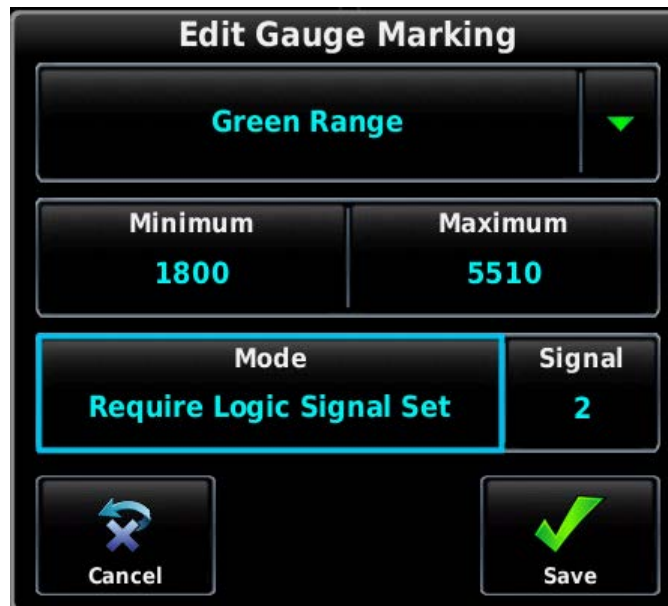 Edit Gauge Marking
Green Range
Minimum Maximum
1800 5510
Mode Signal
Require Logic Signal Set 2
Cancel Save